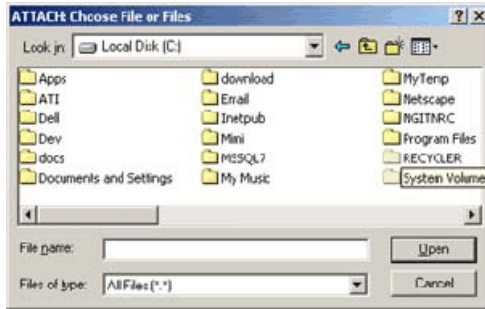 ATTACH: Choose File or Files
Look in: Local Disk (C:)
Apps download MyTemp
ATI Email Netscape
Dell Inetpub NGITNRC
Dev Mini Program Files
docs MSSQL7 RECYCLER
Documents and Settings My Music System Volume
File name: Open
Files of type: All Files (*.*) Cancel